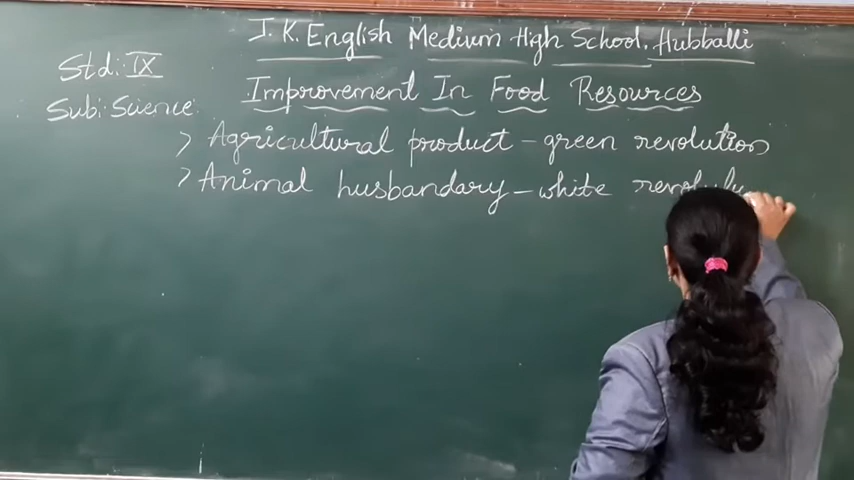 J. K. English Medium High School. Hubballi
Std: IX
Sub: Science
Improvement In Food Resources
> Agricultural product - green revolution
> Animal husbandary - white